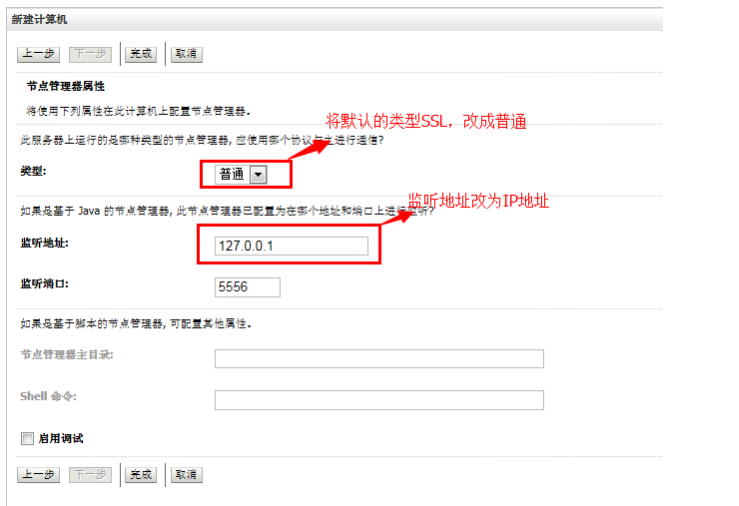 新建计算机
上一步 下一步 完成 取消
节点管理器属性
将使用下列属性在此计算机上配置节点管理器。
将默认的类型SSL，改成普通
此服务器上运行的是哪种类型的节点管理器, 应使用哪个协议与之进行通信?
类型: 普通
监听地址改为IP地址
如果是基于 Java 的节点管理器, 此节点管理器已配置为在哪个地址和端口上进行监听?
监听地址: 127.0.0.1
监听端口: 5556
如果是基于脚本的节点管理器, 可配置其他属性。
节点管理器主目录:
Shell 命令:
启用调试
上一步 下一步 完成 取消